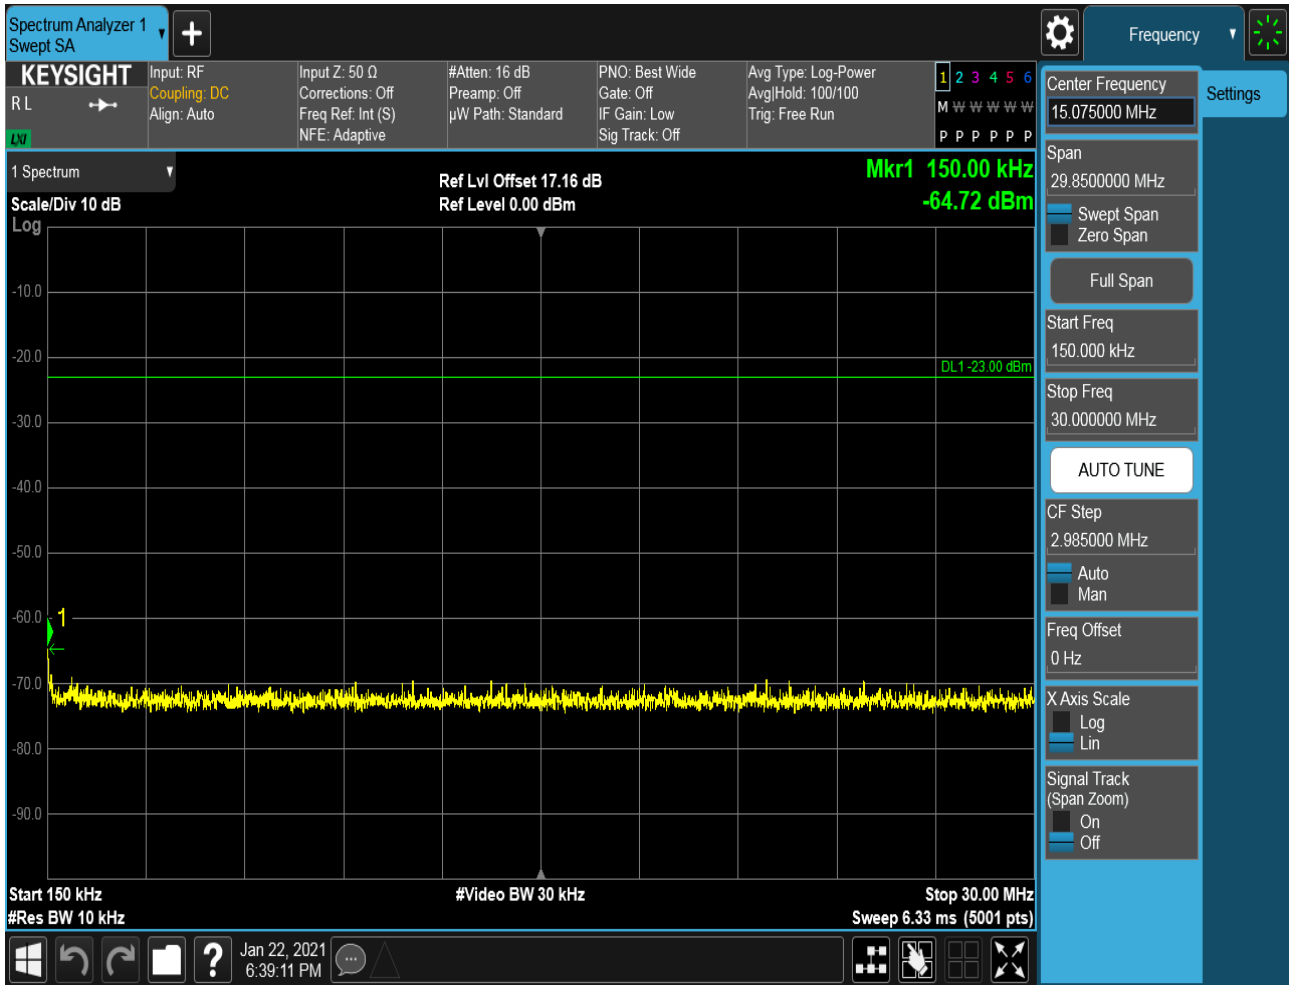 Spectrum Analyzer 1
Swept SA
+
Frequency
KEYSIGHT
R L
LXI
Input: RF
Coupling: DC
Align: Auto
Input Z: 50 Ω
Corrections: Off
Freq Ref: Int (S)
NFE: Adaptive
#Atten: 16 dB
Preamp: Off
µW Path: Standard
PNO: Best Wide
Gate: Off
IF Gain: Low
Sig Track: Off
Avg Type: Log-Power
Avg|Hold: 100/100
Trig: Free Run
1 2 3 4 5 6
M W W W W W
P P P P P P
1 Spectrum
Scale/Div 10 dB
Log
Ref Lvl Offset 17.16 dB
Ref Level 0.00 dBm
Mkr1 150.00 kHz
-64.72 dBm
DL1 -23.00 dBm
-10.0
-20.0
-30.0
-40.0
-50.0
-60.0
1
-70.0
-80.0
-90.0
Start 150 kHz
#Res BW 10 kHz
#Video BW 30 kHz
Stop 30.00 MHz
Sweep 6.33 ms (5001 pts)
Center Frequency
15.075000 MHz
Settings
Span
29.8500000 MHz
Swept Span
Zero Span
Full Span
Start Freq
150.000 kHz
Stop Freq
30.000000 MHz
AUTO TUNE
CF Step
2.985000 MHz
Auto
Man
Freq Offset
0 Hz
X Axis Scale
Log
Lin
Signal Track
(Span Zoom)
On
Off
?
Jan 22, 2021
6:39:11 PM